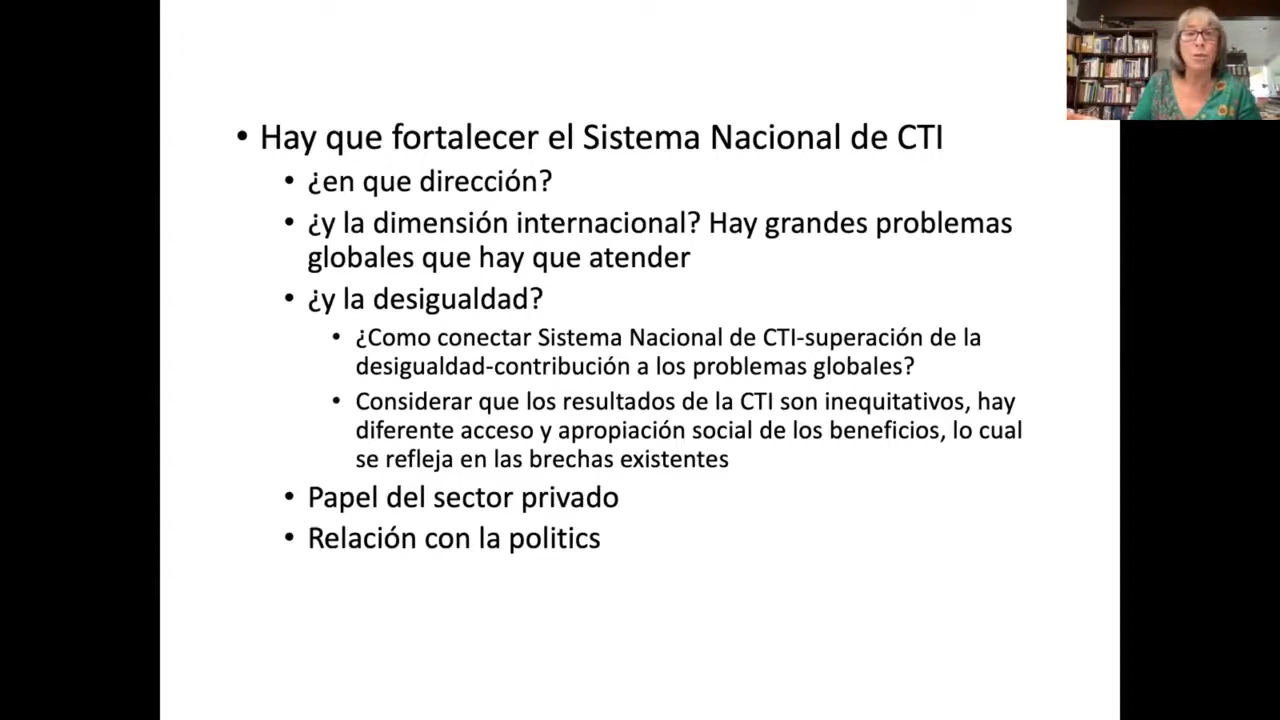 • Hay que fortalecer el Sistema Nacional de CTI
• ¿en que dirección?
• ¿y la dimensión internacional? Hay grandes problemas
globales que hay que atender
• ¿y la desigualdad?
• ¿Como conectar Sistema Nacional de CTI-superación de la
desigualdad-contribución a los problemas globales?
• Considerar que los resultados de la CTI son inequitativos, hay
diferente acceso y apropiación social de los beneficios, lo cual
se refleja en las brechas existentes
• Papel del sector privado
• Relación con la politics